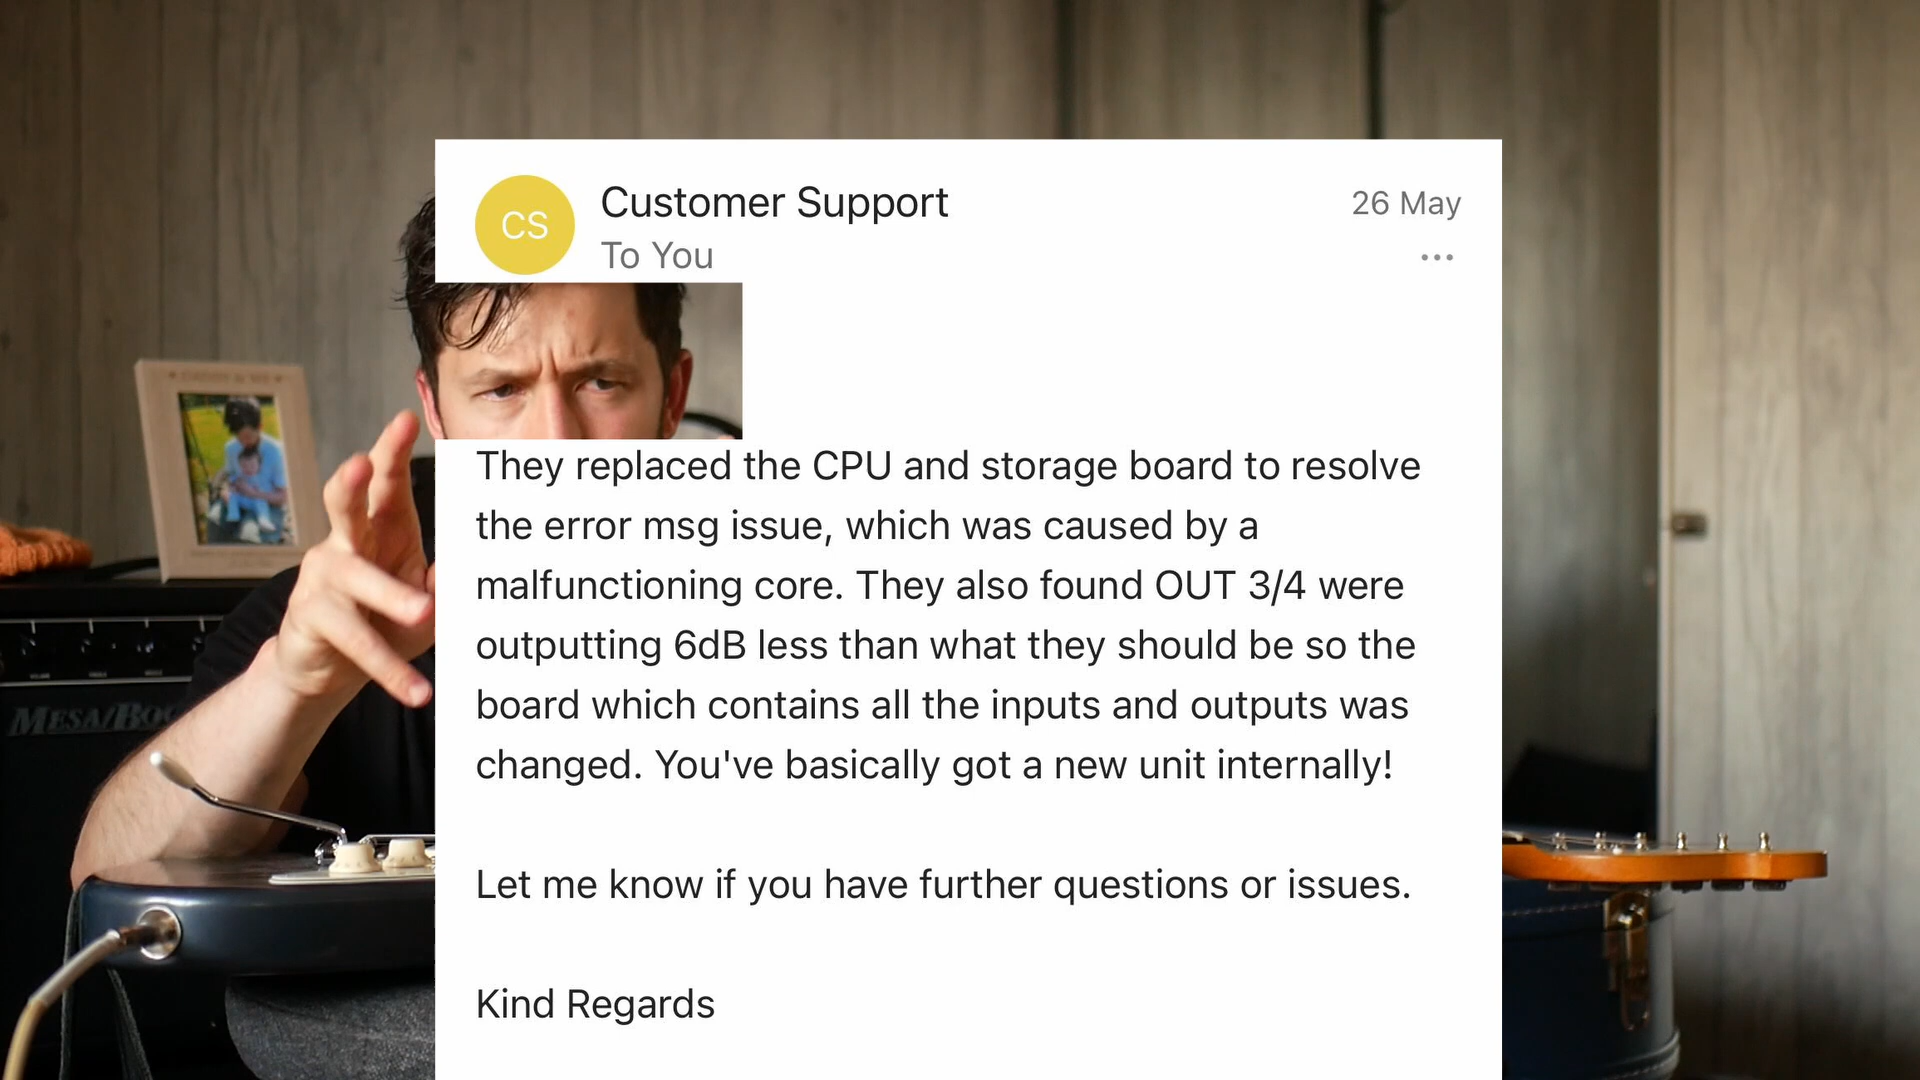 CS
Customer Support
26 May
To You
They replaced the CPU and storage board to resolve
the error msg issue, which was caused by a
malfunctioning core. They also found OUT 3/4 were
outputting 6dB less than what they should be so the
board which contains all the inputs and outputs was
changed. You've basically got a new unit internally!
Let me know if you have further questions or issues.
Kind Regards
MESA/BOO